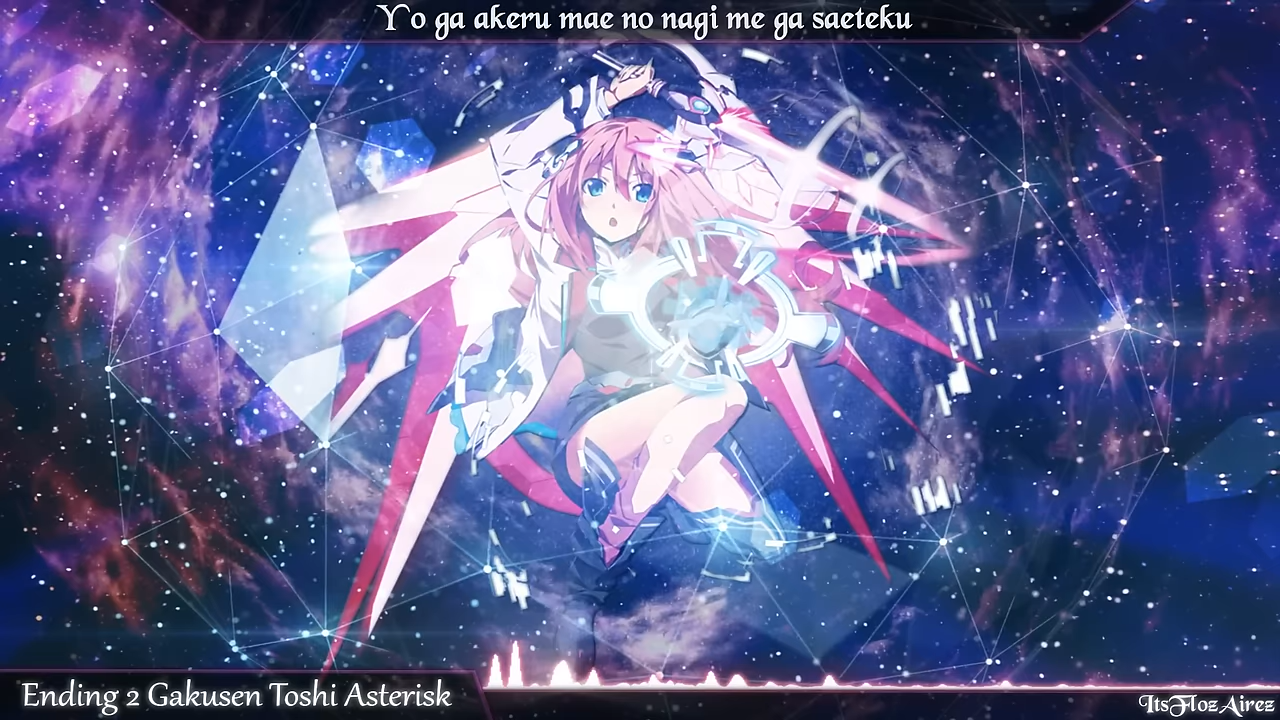 Yo ga akeru mae no nagi me ga saeteku
Ending 2 Gakusen Toshi Asterisk
ItsFlozAirez